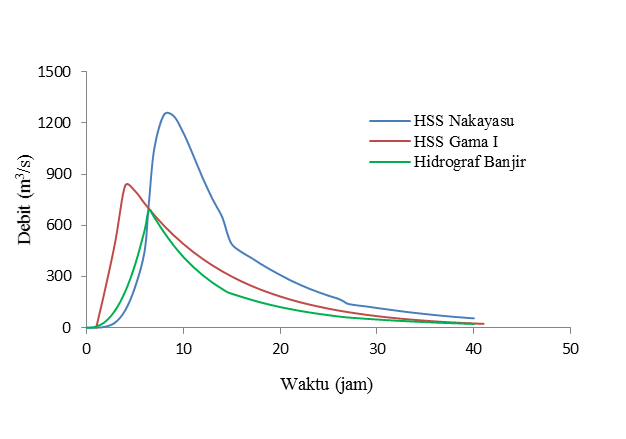 1500
1200
900
600
300
0
0 10 20 30 40 50
Debit (m³/s)
Waktu (jam)
HSS Nakayasu
HSS Gama I
Hidrograf Banjir